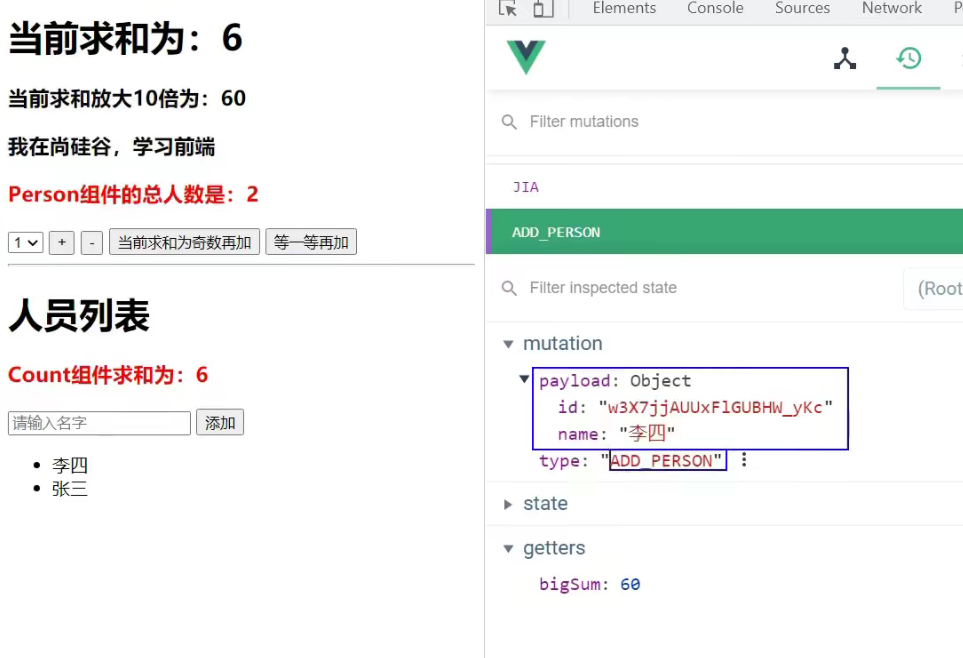 当前求和为：6
当前求和放大10倍为：60
我在尚硅谷，学习前端
Person组件的总人数是：2
1 + - 当前求和为奇数再加 等一等再加
人员列表
Count组件求和为：6
请输入名字 添加
李四
张三
Elements Console Sources Network P
Filter mutations
JIA
ADD_PERSON
Filter inspected state (Root
mutation
payload: Object
id: "w3X7jjAUUxFlGUBHW_yKc"
name: "李四"
type: "ADD_PERSON"
state
getters
bigSum: 60